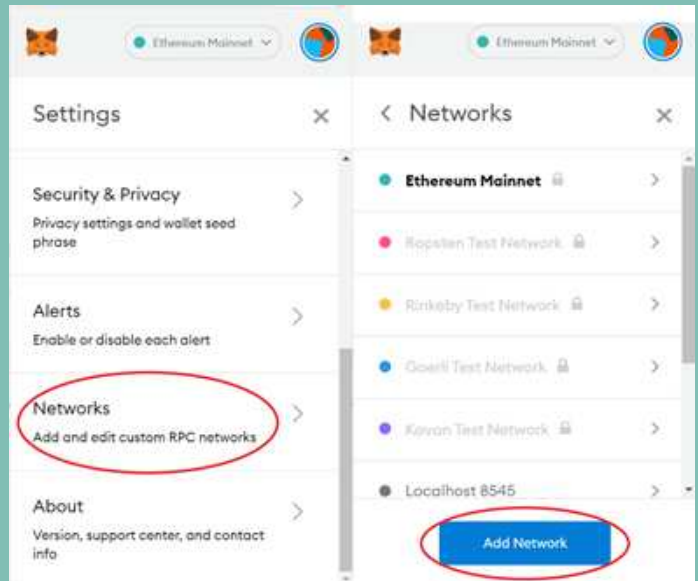 Ethereum Mainnet
Settings
Security & Privacy
Privacy settings and wallet seed
phrase
Alerts
Enable or disable each alert
Networks
Add and edit custom RPC networks
About
Version, support center, and contact
info
Ethereum Mainnet
Networks
Ethereum Mainnet
Ropsten Test Network
Rinkeby Test Network
Goerli Test Network
Kovan Test Network
Localhost 8545
Add Network